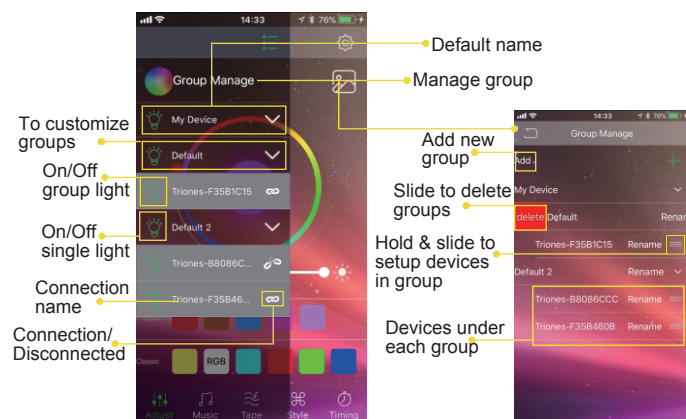 14:33
76%
Default name
Group Manage
Manage group
To customize
groups
My Device
Default
On/Off
group light
Triones-F35B1C15
On/Off
single light
Default 2
Triones-B8086C...
Connection
name
Triones-F35B46...
Connection/
Disconnected
Classic
RGB
Adjust
Music
Tape
Style
Timing
14:33
76%
Group Manage
Add new
group
Add
My Device
Slide to delete
groups
delete
Default
Renar
Hold & slide to
setup devices
in group
Triones-F35B1C15
Rename
Default 2
Rename
Devices under
each group
Triones-B8086CCC
Rename
Triones-F35B460B
Rename